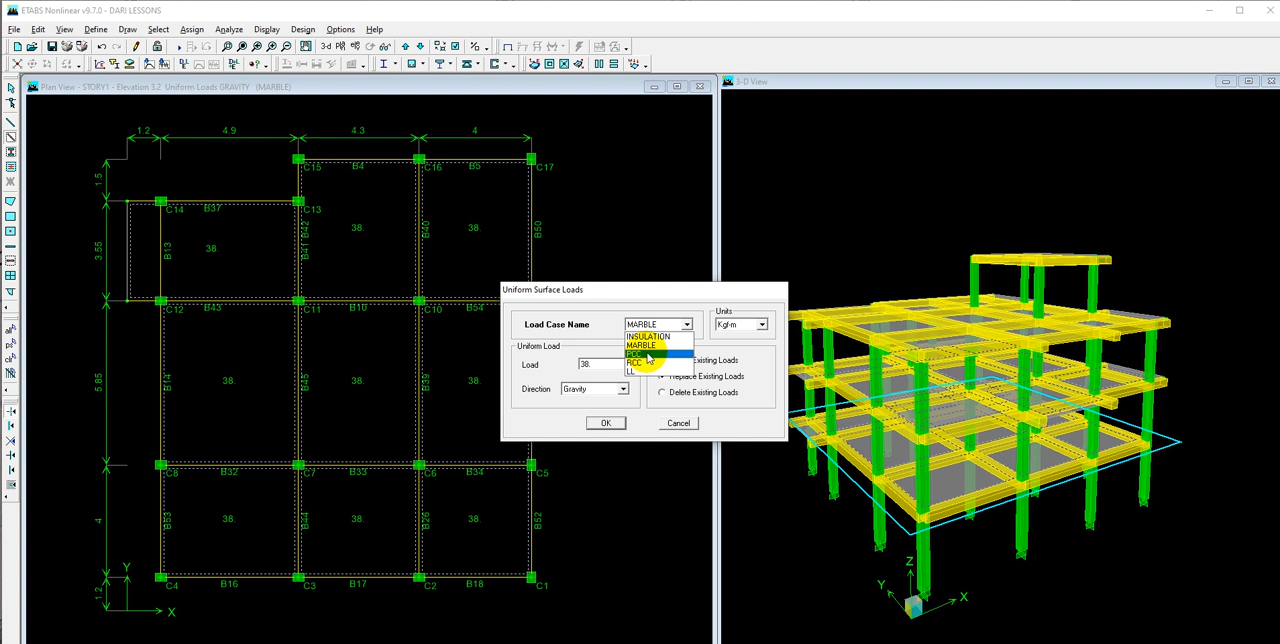 ETABS Nonlinear v9.7.0 - DARI LESSONS
File Edit View Define Draw Select Assign Analyze Display Design Options Help
Plan View - STORY1 - Elevation 3.2 Uniform Loads GRAVITY (MARBLE)
3-D View
1.2 4.9 4.3 4
C15 B4 C16 B5 C17
1.5
C14 B37 C13
3.55 B13 38. B41 B42 38. B40 38. B50
C12 B43 C11 B10 C10 B54
5.85 B14 38. B45 38. B39 38.
C8 B32 C7 B33 C6 B34 C5
4 B53 38. B44 38. B26 38. B52
C4 B16 C3 B17 C2 B18 C1
1.2
Y
X
Uniform Surface Loads
Load Case Name MARBLE
Units
Kgf-m
INSULATION
MARBLE
PCC
RCC
LL
Uniform Load
Load 38.
Direction Gravity
Existing Loads
Replace Existing Loads
Delete Existing Loads
OK Cancel
Z
Y
X